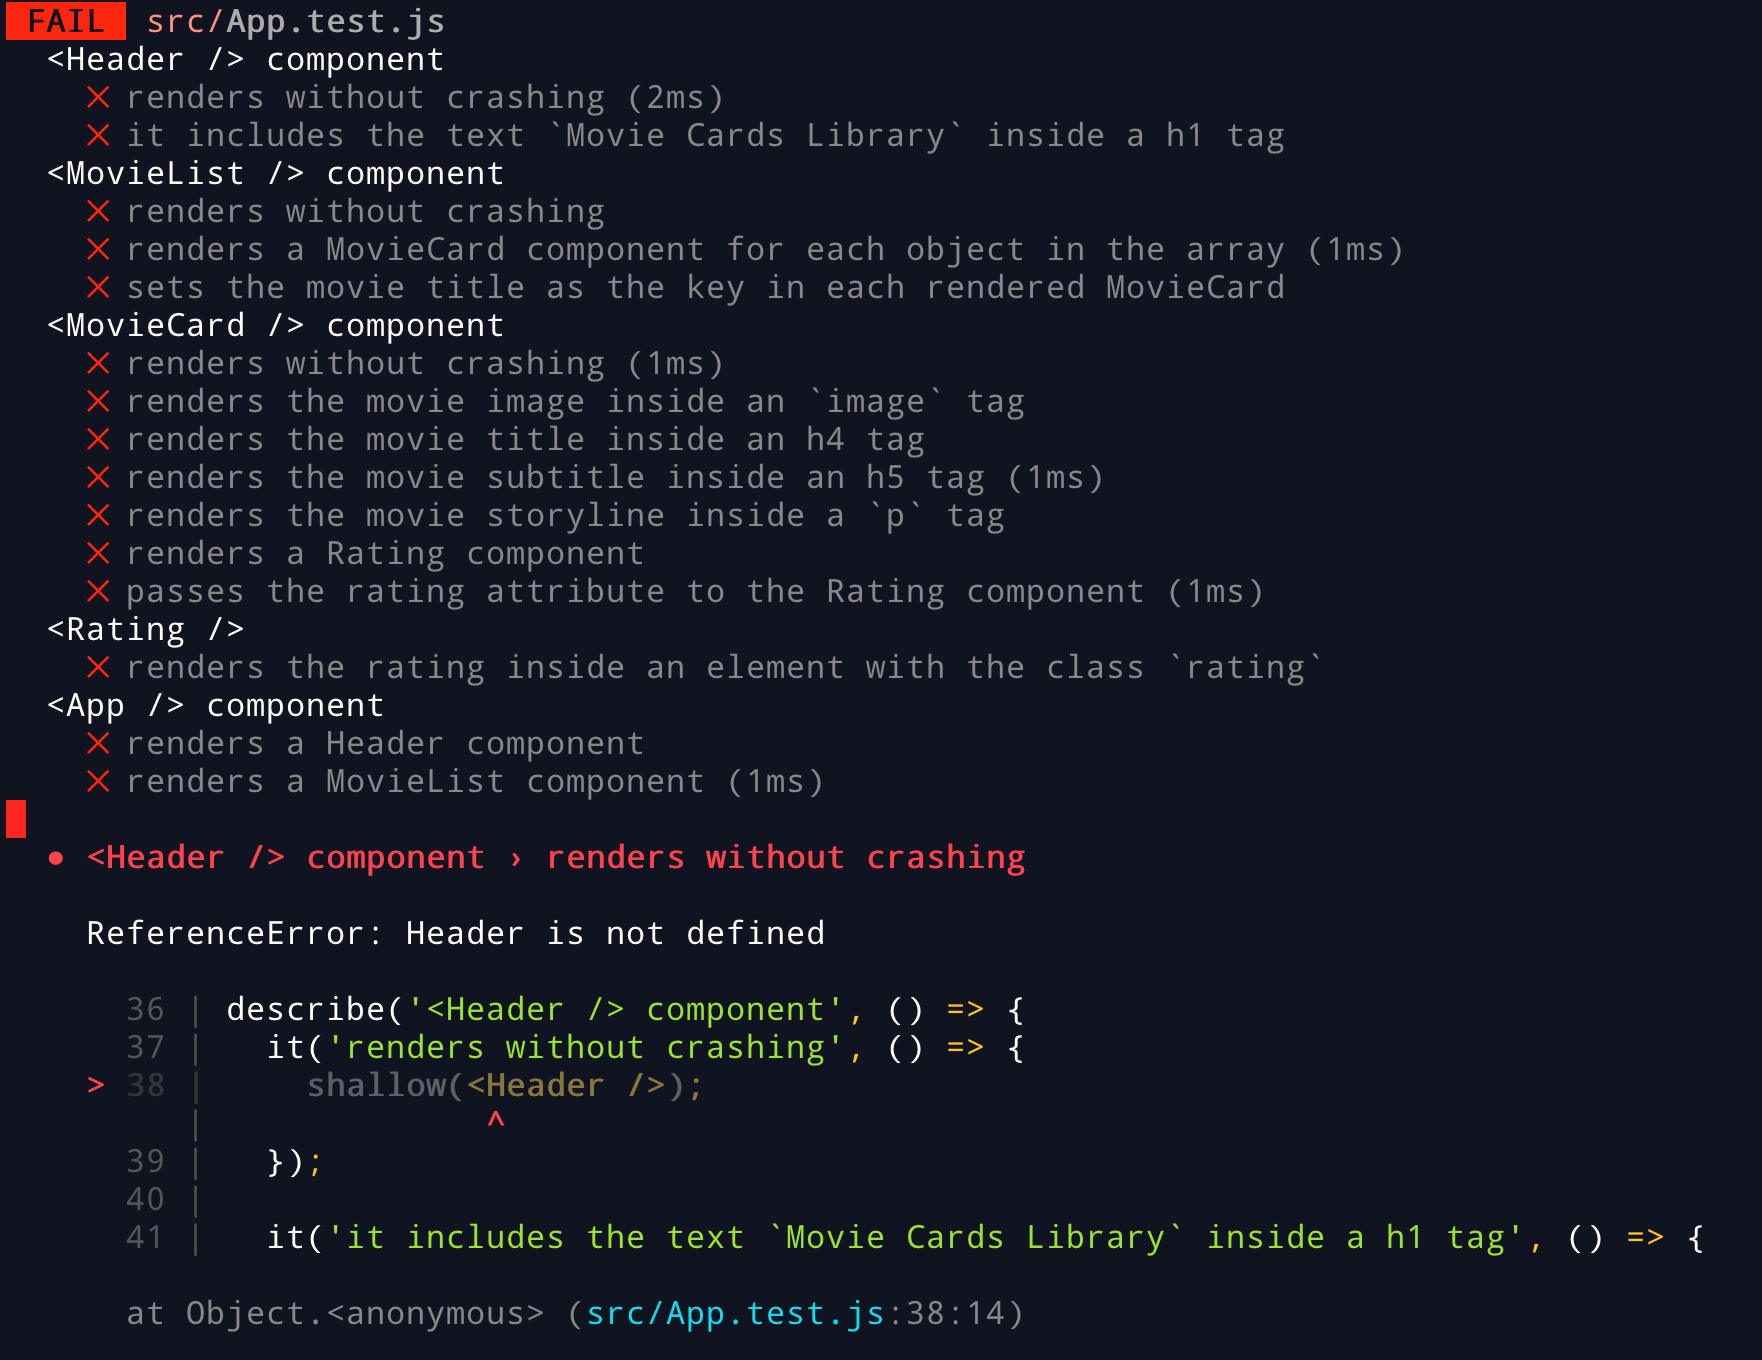 FAIL src/App.test.js
<Header /> component
✕ renders without crashing (2ms)
✕ it includes the text `Movie Cards Library` inside a h1 tag
<MovieList /> component
✕ renders without crashing
✕ renders a MovieCard component for each object in the array (1ms)
✕ sets the movie title as the key in each rendered MovieCard
<MovieCard /> component
✕ renders without crashing (1ms)
✕ renders the movie image inside an `image` tag
✕ renders the movie title inside an h4 tag
✕ renders the movie subtitle inside an h5 tag (1ms)
✕ renders the movie storyline inside a `p` tag
✕ renders a Rating component
✕ passes the rating attribute to the Rating component (1ms)
<Rating />
✕ renders the rating inside an element with the class `rating`
<App /> component
✕ renders a Header component
✕ renders a MovieList component (1ms)
● <Header /> component › renders without crashing
ReferenceError: Header is not defined
36 | describe('<Header /> component', () => {
37 |   it('renders without crashing', () => {
> 38 |     shallow(<Header />);
|              ^
39 |   });
40 |
41 |   it('it includes the text `Movie Cards Library` inside a h1 tag', () => {
at Object.<anonymous> (src/App.test.js:38:14)